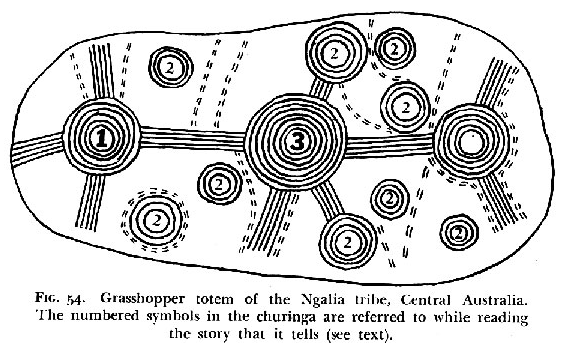 2 2 2
2
1 3
2 2
2 2 2
FIG. 54. Grasshopper totem of the Ngalia tribe, Central Australia.
The numbered symbols in the churinga are referred to while reading
the story that it tells (see text).